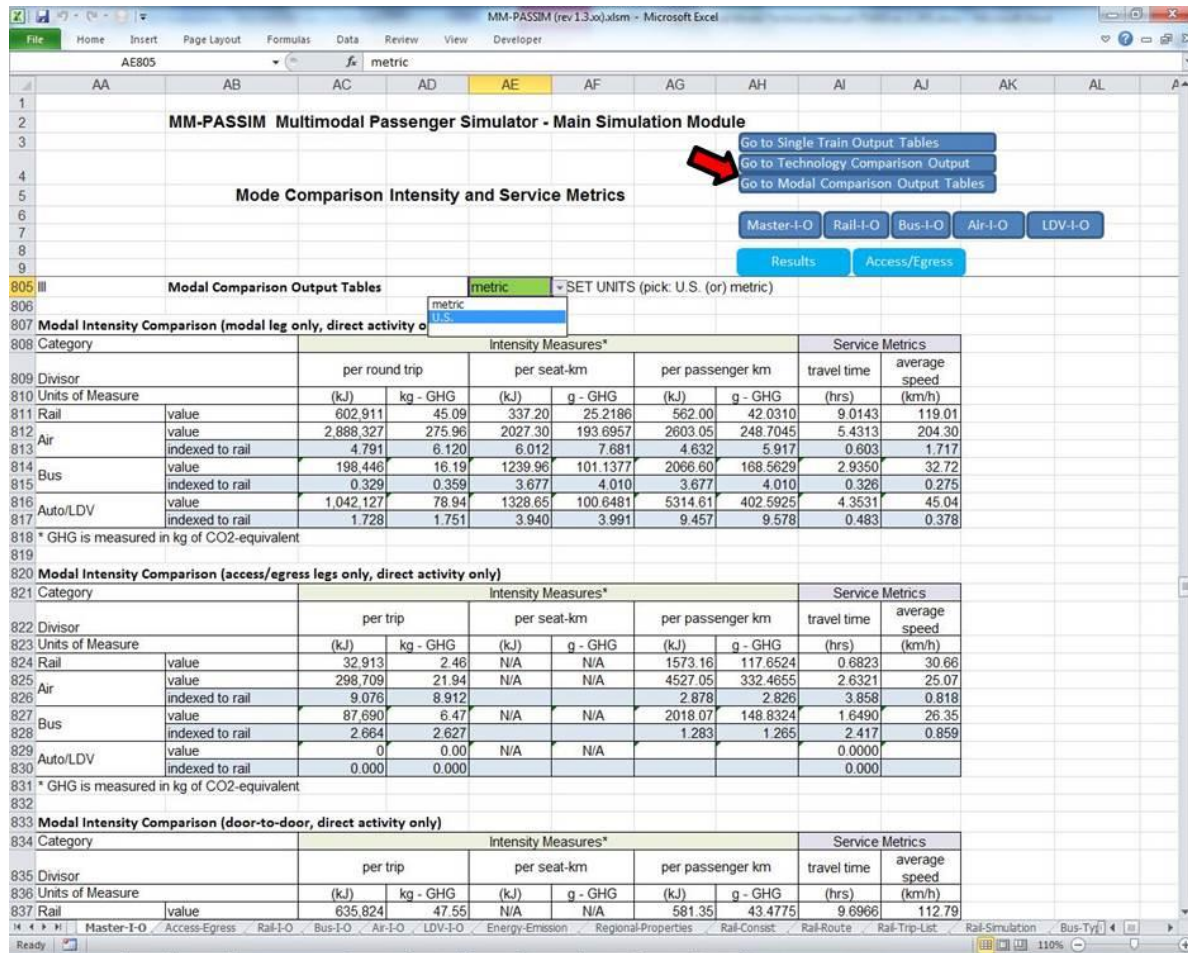 MM-PASSIM (rev 1.3.xx).xlsm - Microsoft Excel
File Home Insert Page Layout Formulas Data Review View Developer
AE805 fx metric
AA AB AC AD AE AF AG AH AI AJ AK AL
1
2 MM-PASSIM Multimodal Passenger Simulator - Main Simulation Module
3 Go to Single Train Output Tables
Go to Technology Comparison Output
4
Go to Modal Comparison Output Tables
5 Mode Comparison Intensity and Service Metrics
6
Master-I-O Rail-I-O Bus-I-O Air-I-O LDV-I-O
7
8
Results Access/Egress
9
805 III Modal Comparison Output Tables metric SET UNITS (pick: U.S. (or) metric)
806 metric
U.S.
807 Modal Intensity Comparison (modal leg only, direct activity o
808 Category Intensity Measures* Service Metrics
809 Divisor per round trip per seat-km per passenger km travel time average speed
810 Units of Measure (kJ) kg - GHG (kJ) g - GHG (kJ) g - GHG (hrs) (km/h)
811 Rail value 602,911 45.09 337.20 25.2186 562.00 42.0310 9.0143 119.01
812 Air value 2,888,327 275.96 2027.30 193.6957 2603.05 248.7045 5.4313 204.30
813 indexed to rail 4.791 6.120 6.012 7.681 4.632 5.917 0.603 1.717
814 Bus value 198,446 16.19 1239.96 101.1377 2066.60 168.5629 2.9350 32.72
815 indexed to rail 0.329 0.359 3.677 4.010 3.677 4.010 0.326 0.275
816 Auto/LDV value 1,042,127 78.94 1328.65 100.6481 5314.61 402.5925 4.3531 45.04
817 indexed to rail 1.728 1.751 3.940 3.991 9.457 9.578 0.483 0.378
818 * GHG is measured in kg of CO2-equivalent
819
820 Modal Intensity Comparison (access/egress legs only, direct activity only)
821 Category Intensity Measures* Service Metrics
822 Divisor per trip per seat-km per passenger km travel time average speed
823 Units of Measure (kJ) kg - GHG (kJ) g - GHG (kJ) g - GHG (hrs) (km/h)
824 Rail value 32,913 2.46 N/A N/A 1573.16 117.6524 0.6823 30.66
825 Air value 298,709 21.94 N/A N/A 4527.05 332.4655 2.6321 25.07
826 indexed to rail 9.076 8.912 2.878 2.826 3.858 0.818
827 Bus value 87,690 6.47 N/A N/A 2018.07 148.8324 1.6490 26.35
828 indexed to rail 2.664 2.627 1.283 1.265 2.417 0.859
829 Auto/LDV value 0 0.00 N/A N/A 0.0000
830 indexed to rail 0.000 0.000 0.000
831 * GHG is measured in kg of CO2-equivalent
832
833 Modal Intensity Comparison (door-to-door, direct activity only)
834 Category Intensity Measures* Service Metrics
835 Divisor per trip per seat-km per passenger km travel time average speed
836 Units of Measure (kJ) kg - GHG (kJ) g - GHG (kJ) g - GHG (hrs) (km/h)
837 Rail value 635,824 47.55 N/A N/A 581.35 43.4775 9.6966 112.79
Master-I-O Access-Egress Rail-I-O Bus-I-O Air-I-O LDV-I-O Energy-Emission Regional-Properties Rail-Consist Rail-Route Rail-Trip-List Rail-Simulation Bus-Typ
Ready 110%